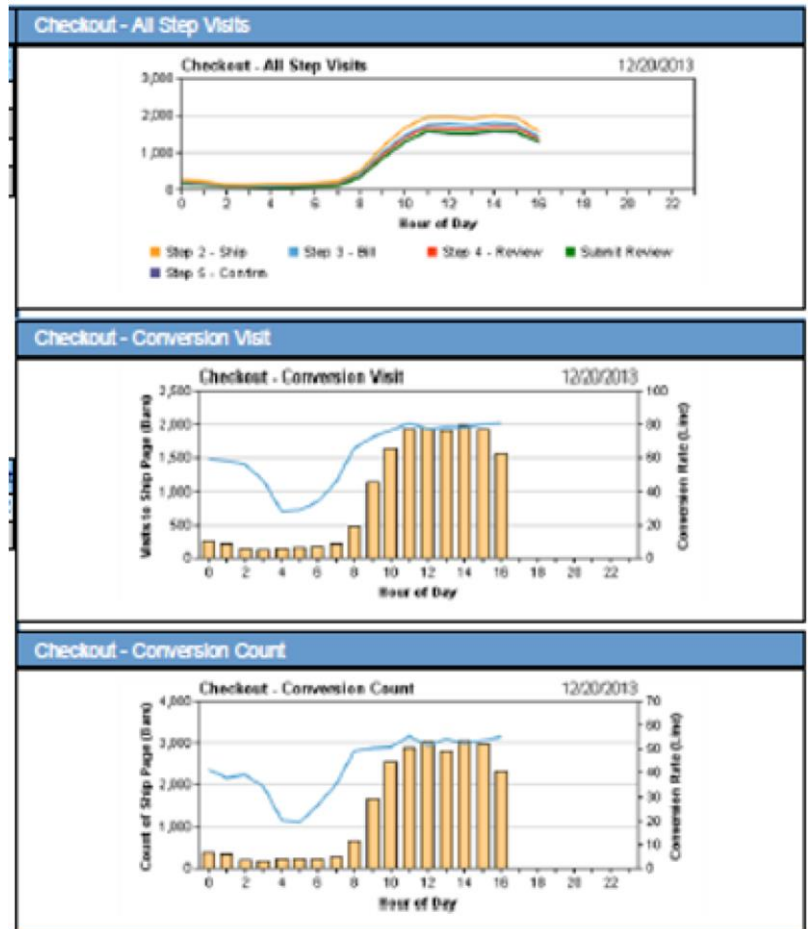 Checkout - All Step Visits
Checkout - All Step Visits 12/20/2013
3,000
2,000
1,000
0
0 2 4 6 8 10 12 14 16 18 20 22
Hour of Day
Step 2 - Ship Step 3 - Bill Step 4 - Review Submit Review
Step 5 - Confirm
Checkout - Conversion Visit
Checkout - Conversion Visit 12/20/2013
Visits to Ship Page (Bars)
2,500 100
2,000 80
1,500 60
1,000 40
500 20
0 0
0 2 4 6 8 10 12 14 16 18 20 22
Conversion Rate (Line)
Hour of Day
Checkout - Conversion Count
Checkout - Conversion Count 12/20/2013
Count of Ship Page (Bars)
4,000 70
60
3,000 50
2,000 40
30
1,000 20
10
0 0
0 2 4 6 8 10 12 14 16 18 20 22
Conversion Rate (Line)
Hour of Day